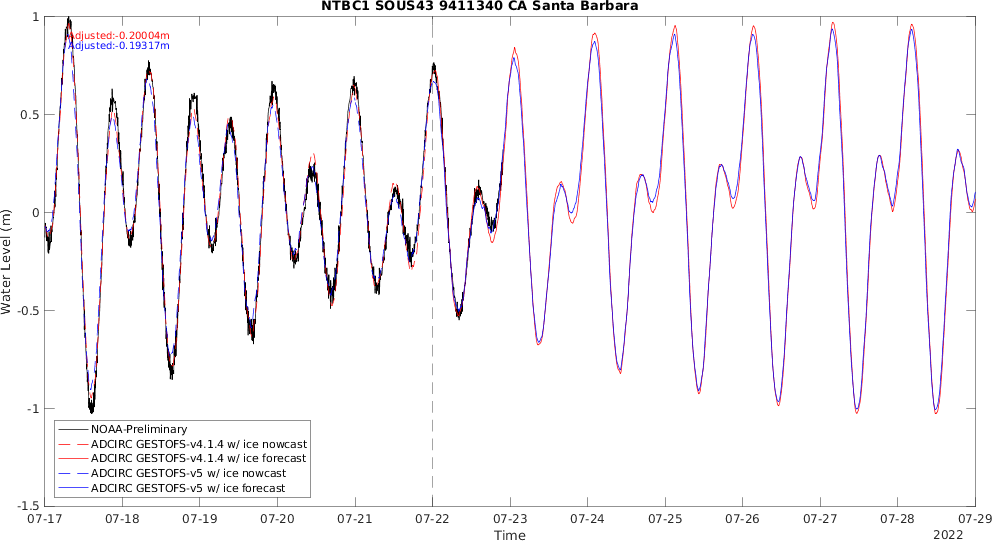 NTBC1 SOUS43 9411340 CA Santa Barbara
Adjusted:-0.20004m
Adjusted:-0.19317m
1
0.5
0
-0.5
-1
-1.5
Water Level (m)
NOAA-Preliminary
ADCIRC GESTOFS-v4.1.4 w/ ice nowcast
ADCIRC GESTOFS-v4.1.4 w/ ice forecast
ADCIRC GESTOFS-v5 w/ ice nowcast
ADCIRC GESTOFS-v5 w/ ice forecast
07-17 07-18 07-19 07-20 07-21 07-22 07-23 07-24 07-25 07-26 07-27 07-28 07-29
Time
2022